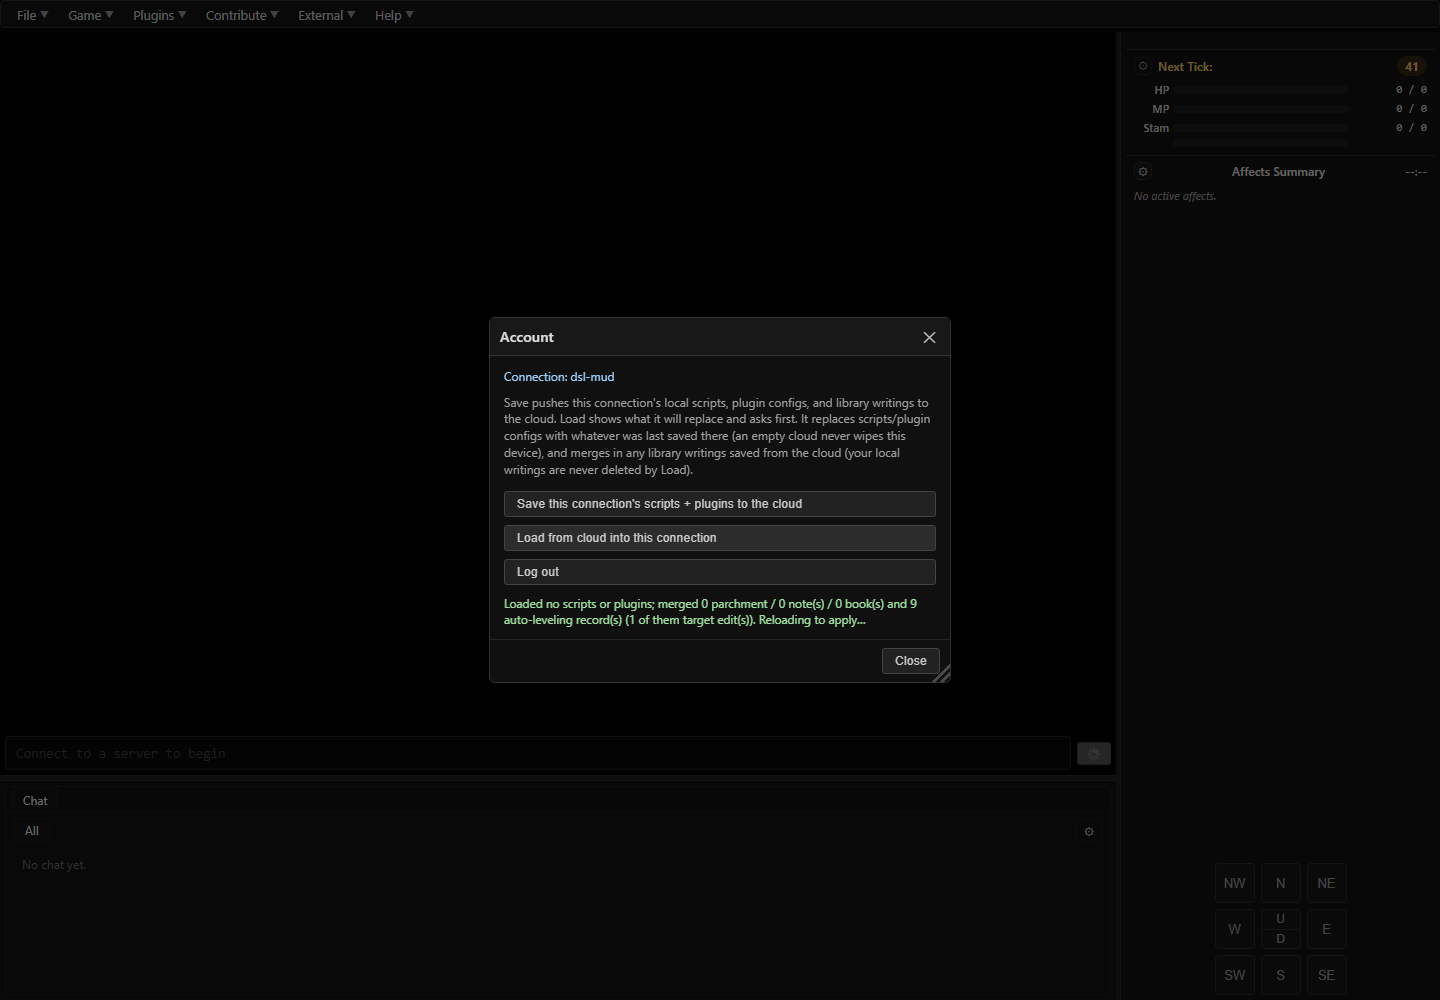 File ▼ Game ▼ Plugins ▼ Contribute ▼ External ▼ Help ▼
Next Tick: 41
HP 0 / 0
MP 0 / 0
Stam 0 / 0
Affects Summary --:--
No active affects.
Account
Connection: dsl-mud
Save pushes this connection's local scripts, plugin configs, and library writings to
the cloud. Load shows what it will replace and asks first. It replaces scripts/plugin
configs with whatever was last saved there (an empty cloud never wipes this
device), and merges in any library writings saved from the cloud (your local
writings are never deleted by Load).
Save this connection's scripts + plugins to the cloud
Load from cloud into this connection
Log out
Loaded no scripts or plugins; merged 0 parchment / 0 note(s) / 0 book(s) and 9
auto-leveling record(s) (1 of them target edit(s)). Reloading to apply...
Close
Connect to a server to begin
Chat
All
No chat yet.
NW N NE
W U D E
SW S SE